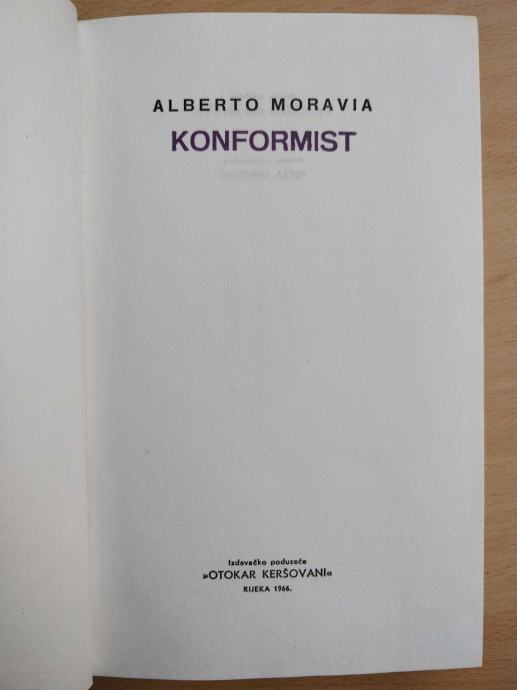 ALBERTO MORAVIA
KONFORMIST
Izdavačko poduzeće
»OTOKAR KERŠOVANI«
RIJEKA 1966.